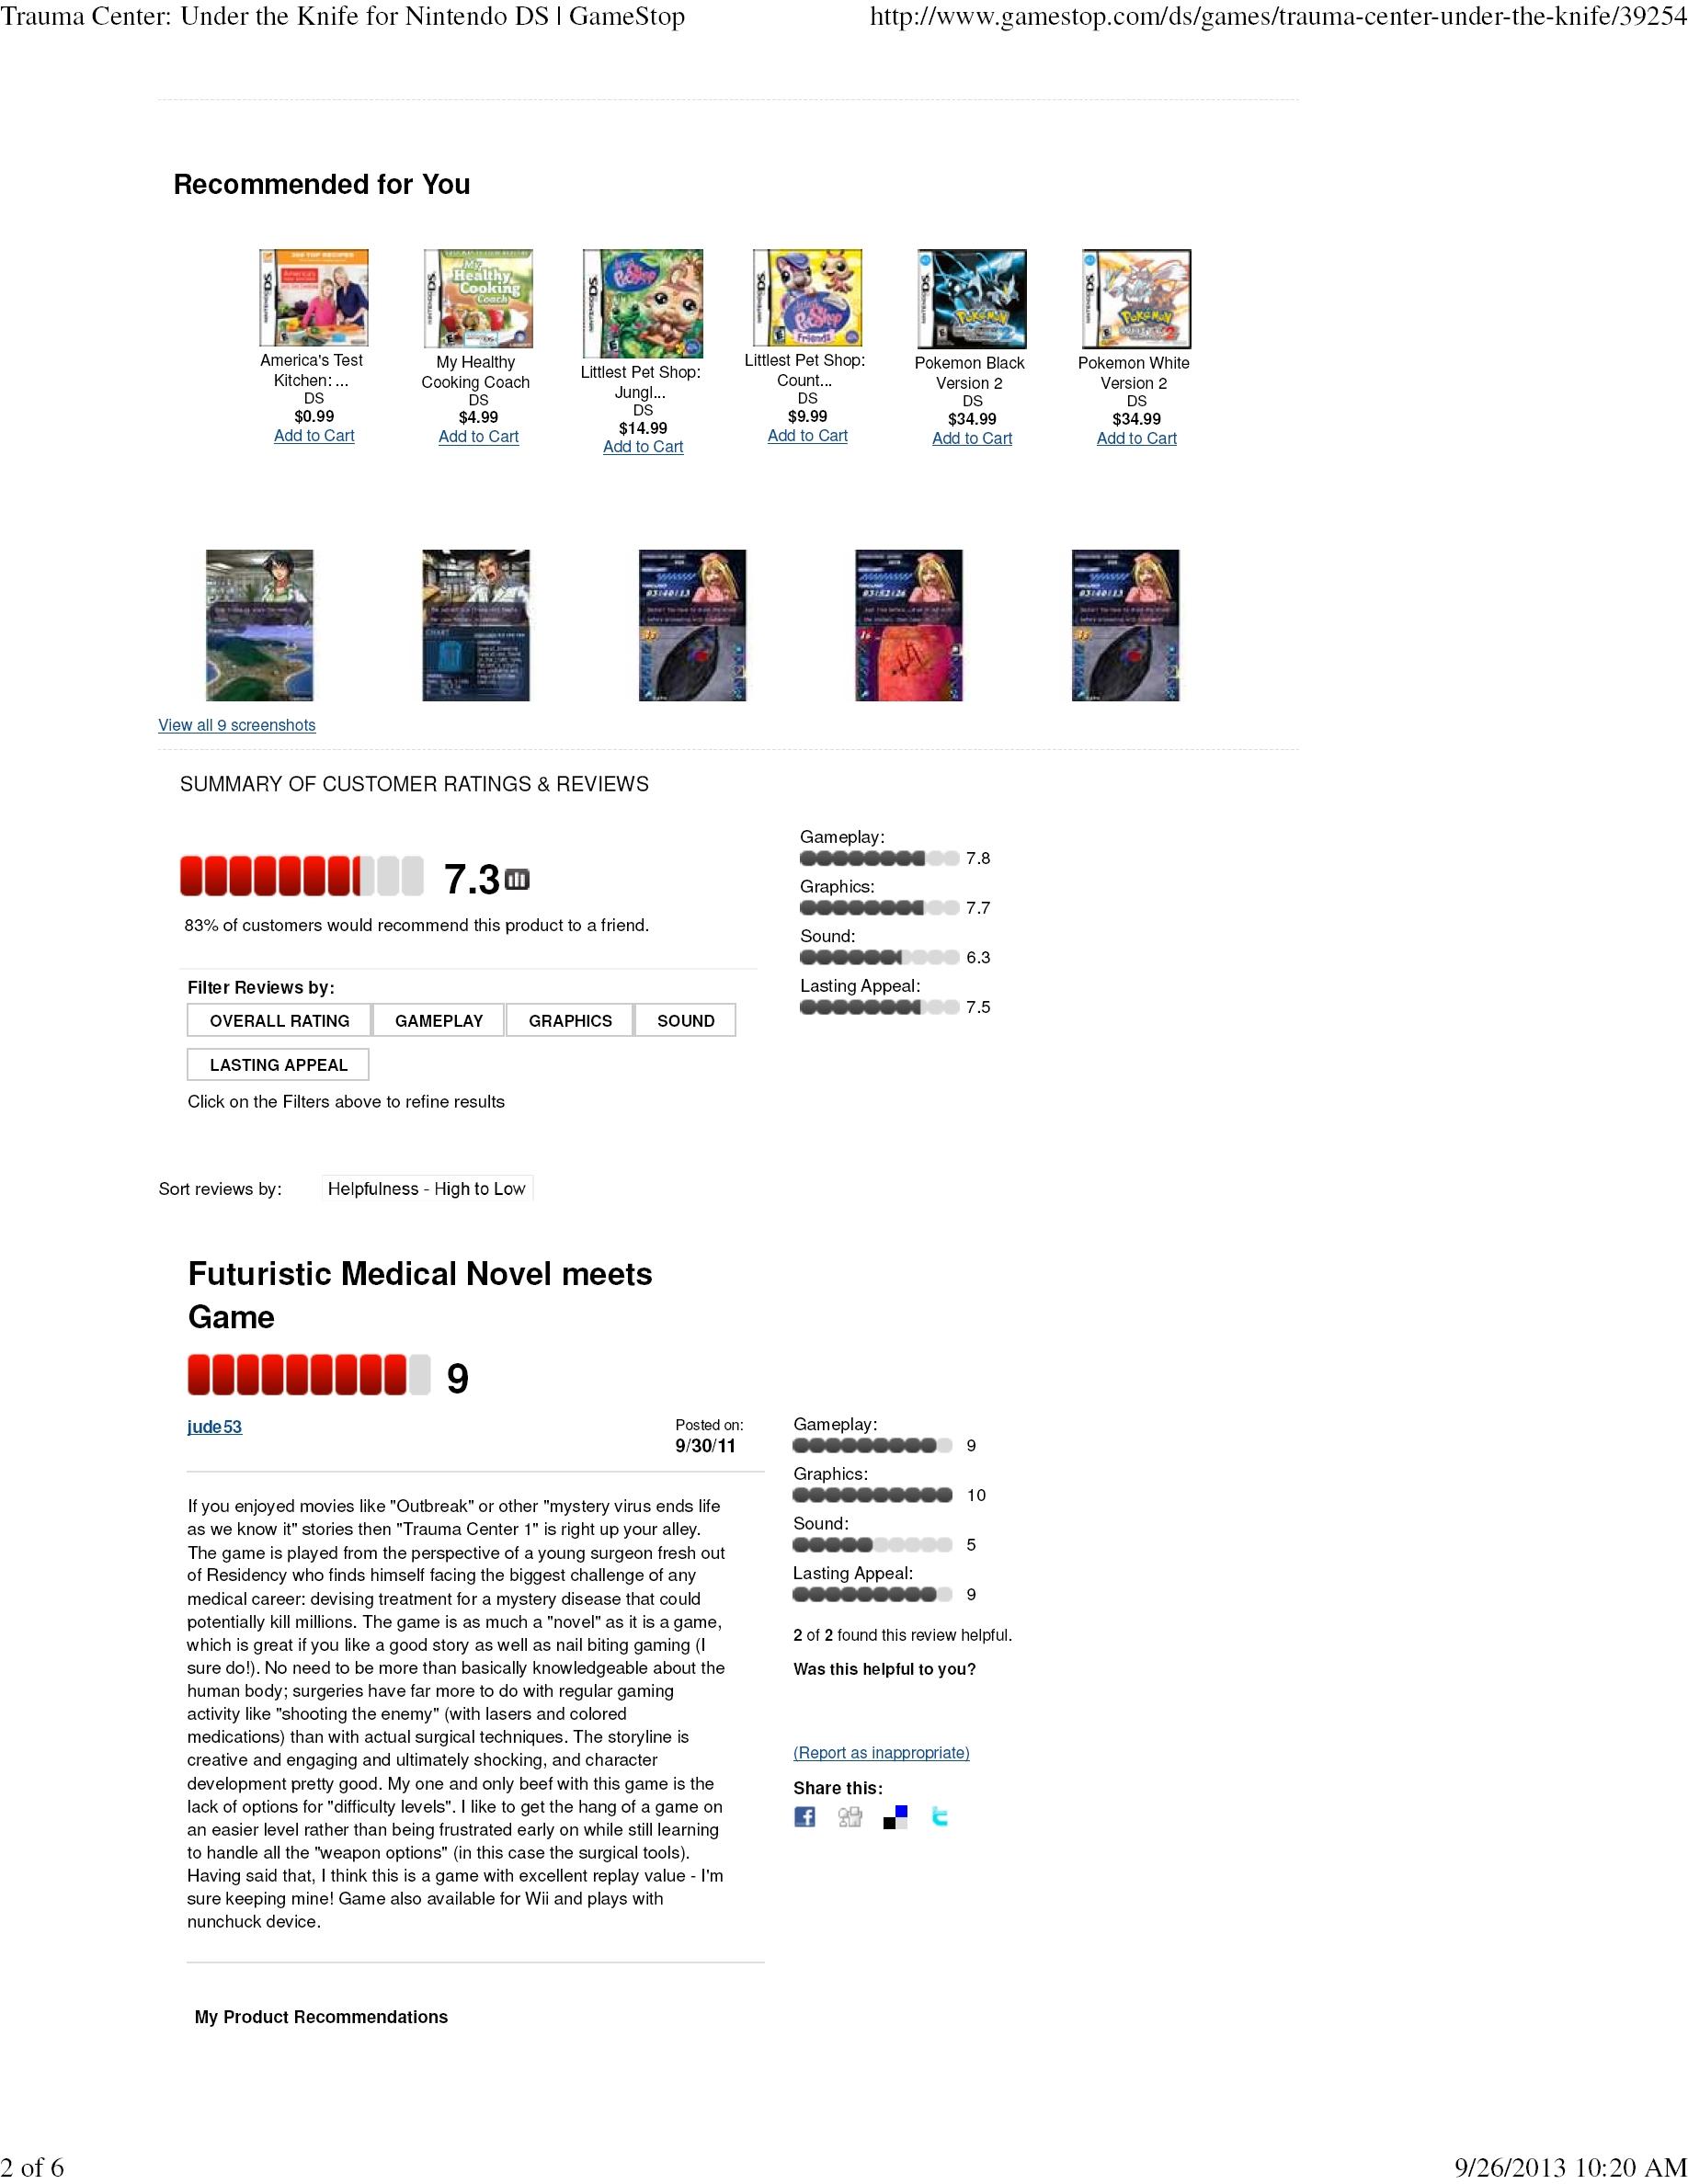 Trauma Center: Under the Knife for Nintendo DS | GameStop
http://www.gamestop.com/ds/games/trauma-center-under-the-knife/39254
Recommended for You
America's Test
Kitchen: ...
DS
$0.99
Add to Cart
My Healthy
Cooking Coach
DS
$4.99
Add to Cart
Littlest Pet Shop:
Jungl...
DS
$14.99
Add to Cart
Littlest Pet Shop:
Count...
DS
$9.99
Add to Cart
Pokemon Black
Version 2
DS
$34.99
Add to Cart
Pokemon White
Version 2
DS
$34.99
Add to Cart
View all 9 screenshots
SUMMARY OF CUSTOMER RATINGS & REVIEWS
7.3
83% of customers would recommend this product to a friend.
Gameplay:
7.8
Graphics:
7.7
Sound:
6.3
Lasting Appeal:
7.5
Filter Reviews by:
OVERALL RATING GAMEPLAY GRAPHICS SOUND
LASTING APPEAL
Click on the Filters above to refine results
Sort reviews by: Helpfulness - High to Low
Futuristic Medical Novel meets
Game
9
jude53
Posted on:
9/30/11
If you enjoyed movies like "Outbreak" or other "mystery virus ends life
as we know it" stories then "Trauma Center 1" is right up your alley.
The game is played from the perspective of a young surgeon fresh out
of Residency who finds himself facing the biggest challenge of any
medical career: devising treatment for a mystery disease that could
potentially kill millions. The game is as much a "novel" as it is a game,
which is great if you like a good story as well as nail biting gaming (I
sure do!). No need to be more than basically knowledgeable about the
human body; surgeries have far more to do with regular gaming
activity like "shooting the enemy" (with lasers and colored
medications) than with actual surgical techniques. The storyline is
creative and engaging and ultimately shocking, and character
development pretty good. My one and only beef with this game is the
lack of options for "difficulty levels". I like to get the hang of a game on
an easier level rather than being frustrated early on while still learning
to handle all the "weapon options" (in this case the surgical tools).
Having said that, I think this is a game with excellent replay value - I'm
sure keeping mine! Game also available for Wii and plays with
nunchuck device.
Gameplay:
9
Graphics:
10
Sound:
5
Lasting Appeal:
9
2 of 2 found this review helpful.
Was this helpful to you?
(Report as inappropriate)
Share this:
My Product Recommendations
2 of 6
9/26/2013 10:20 AM